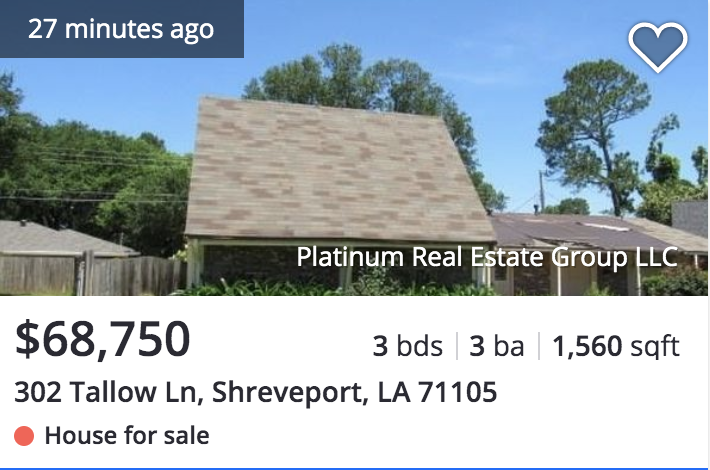 27 minutes ago
Platinum Real Estate Group LLC
$68,750 3 bds 3 ba 1,560 sqft
302 Tallow Ln, Shreveport, LA 71105
House for sale